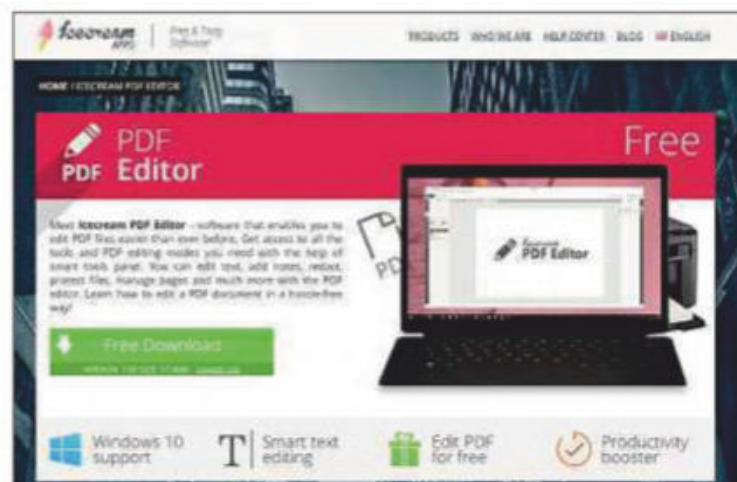 Icecream
APPS
Free & Tasty
Software!
PRODUCTS WHO WE ARE HELP CENTER BLOG ENGLISH
HOME / ICECREAM PDF EDITOR
PDF
PDF Editor
Free
Meet Icecream PDF Editor - software that enables you to
edit PDF files easier than ever before. Get access to all the
tools and PDF editing modes you need with the help of
smart tools panel. You can edit text, add notes, redact,
protect files, manage pages and much more with the PDF
editor. Learn how to edit a PDF document in a hassle-free
way!
PDF
Icecream
PDF Editor
Free Download
Windows 10
support
Smart text
editing
Edit PDF
for free
Productivity
booster